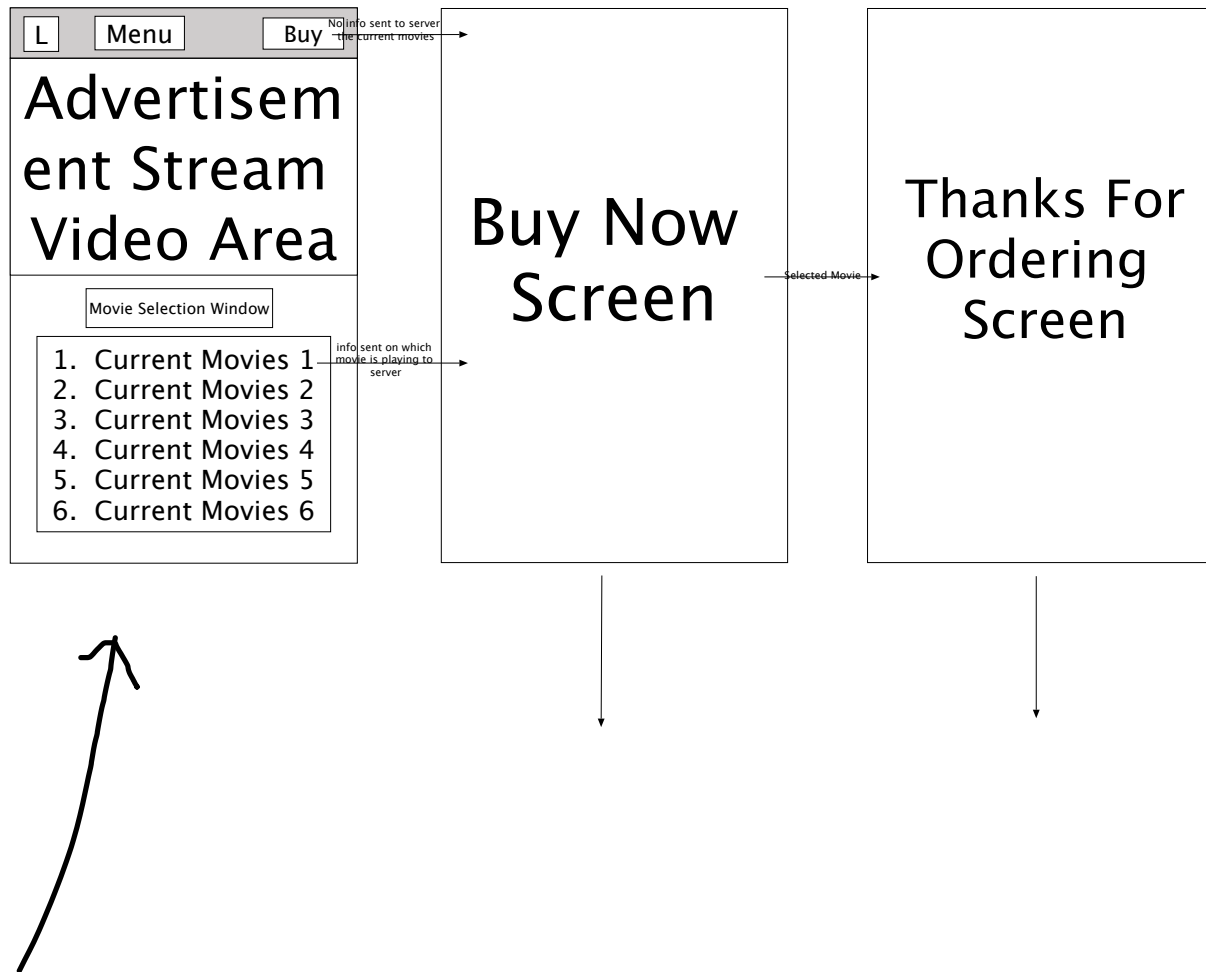 L
Menu
Buy
No info sent to server
the current movies
Advertisem
ent Stream
Video Area
Movie Selection Window
1. Current Movies 1
2. Current Movies 2
3. Current Movies 3
4. Current Movies 4
5. Current Movies 5
6. Current Movies 6
info sent on which
movie is playing to
server
Buy Now
Screen
Selected Movie
Thanks For
Ordering
Screen